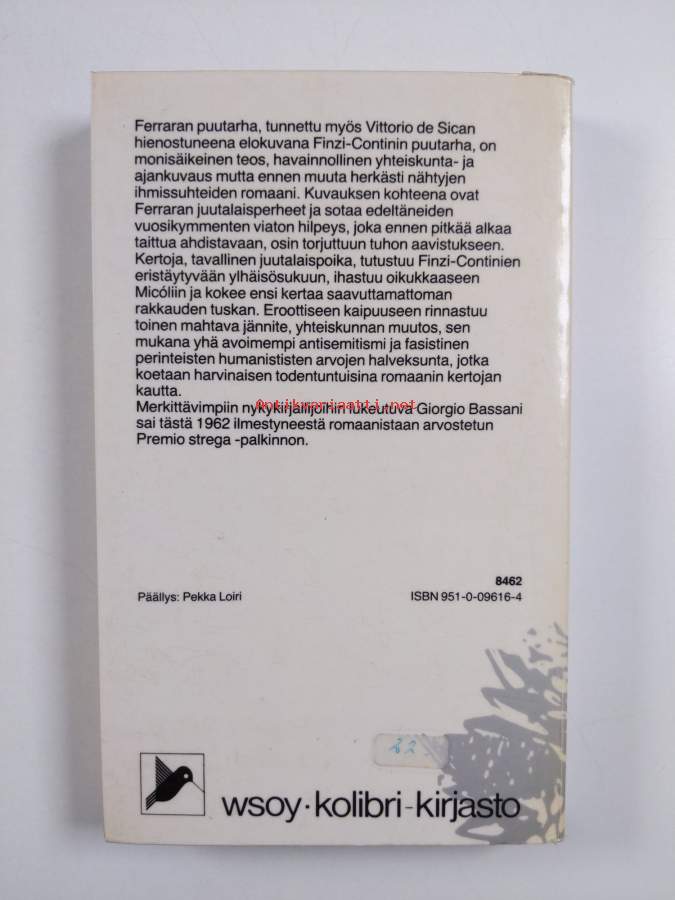 Ferraran puutarha, tunnettu myös Vittorio de Sican
hienostuneena elokuvana Finzi-Continin puutarha, on
monisäikeinen teos, havainnollinen yhteiskunta- ja
ajankuvaus mutta ennen muuta herkästi nähtyjen
ihmissuhteiden romaani. Kuvauksen kohteena ovat
Ferraran juutalaisperheet ja sotaa edeltäneiden
vuosikymmenten viaton hilpeys, joka ennen pitkää alkaa
taittua ahdistavaan, osin torjuttuun tuhon aavistukseen.
Kertoja, tavallinen juutalaispoika, tutustuu Finzi-Continien
eristäytyvään ylhäisösukuun, ihastuu oikukkaaseen
Micóliin ja kokee ensi kertaa saavuttamattoman
rakkauden tuskan. Eroottiseen kaipuuseen rinnastuu
toinen mahtava jännite, yhteiskunnan muutos, sen
mukana yhä avoimempi antisemitismi ja fasistinen
perinteisten humanististen arvojen halveksunta, jotka
koetaan harvinaisen todentuntuisina romaanin kertojan
kautta.
Antikvariaatti.net
Merkittävimpiin nykykirjailijoihin lukeutuva Giorgio Bassani
sai tästä 1962 ilmestyneestä romaanistaan arvostetun
Premio strega -palkinnon.
8462
Päällys: Pekka Loiri
ISBN 951-0-09616-4
22
wsoy·kolibri-kirjasto